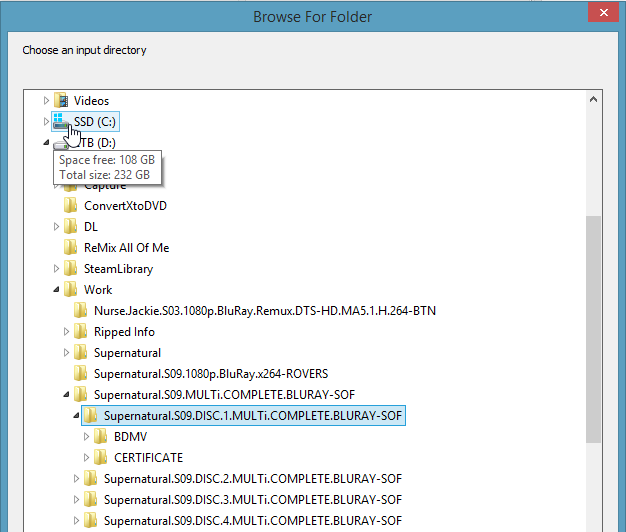 Browse For Folder
Choose an input directory
Videos
SSD (C:)
TB (D:)
Space free: 108 GB
Total size: 232 GB
Capture
ConvertXtoDVD
DL
ReMix All Of Me
SteamLibrary
Work
Nurse.Jackie.S03.1080p.BluRay.Remux.DTS-HD.MA5.1.H.264-BTN
Ripped Info
Supernatural
Supernatural.S09.1080p.BluRay.x264-ROVERS
Supernatural.S09.MULTi.COMPLETE.BLURAY-SOF
Supernatural.S09.DISC.1.MULTi.COMPLETE.BLURAY-SOF
BDMV
CERTIFICATE
Supernatural.S09.DISC.2.MULTi.COMPLETE.BLURAY-SOF
Supernatural.S09.DISC.3.MULTi.COMPLETE.BLURAY-SOF
Supernatural.S09.DISC.4.MULTi.COMPLETE.BLURAY-SOF